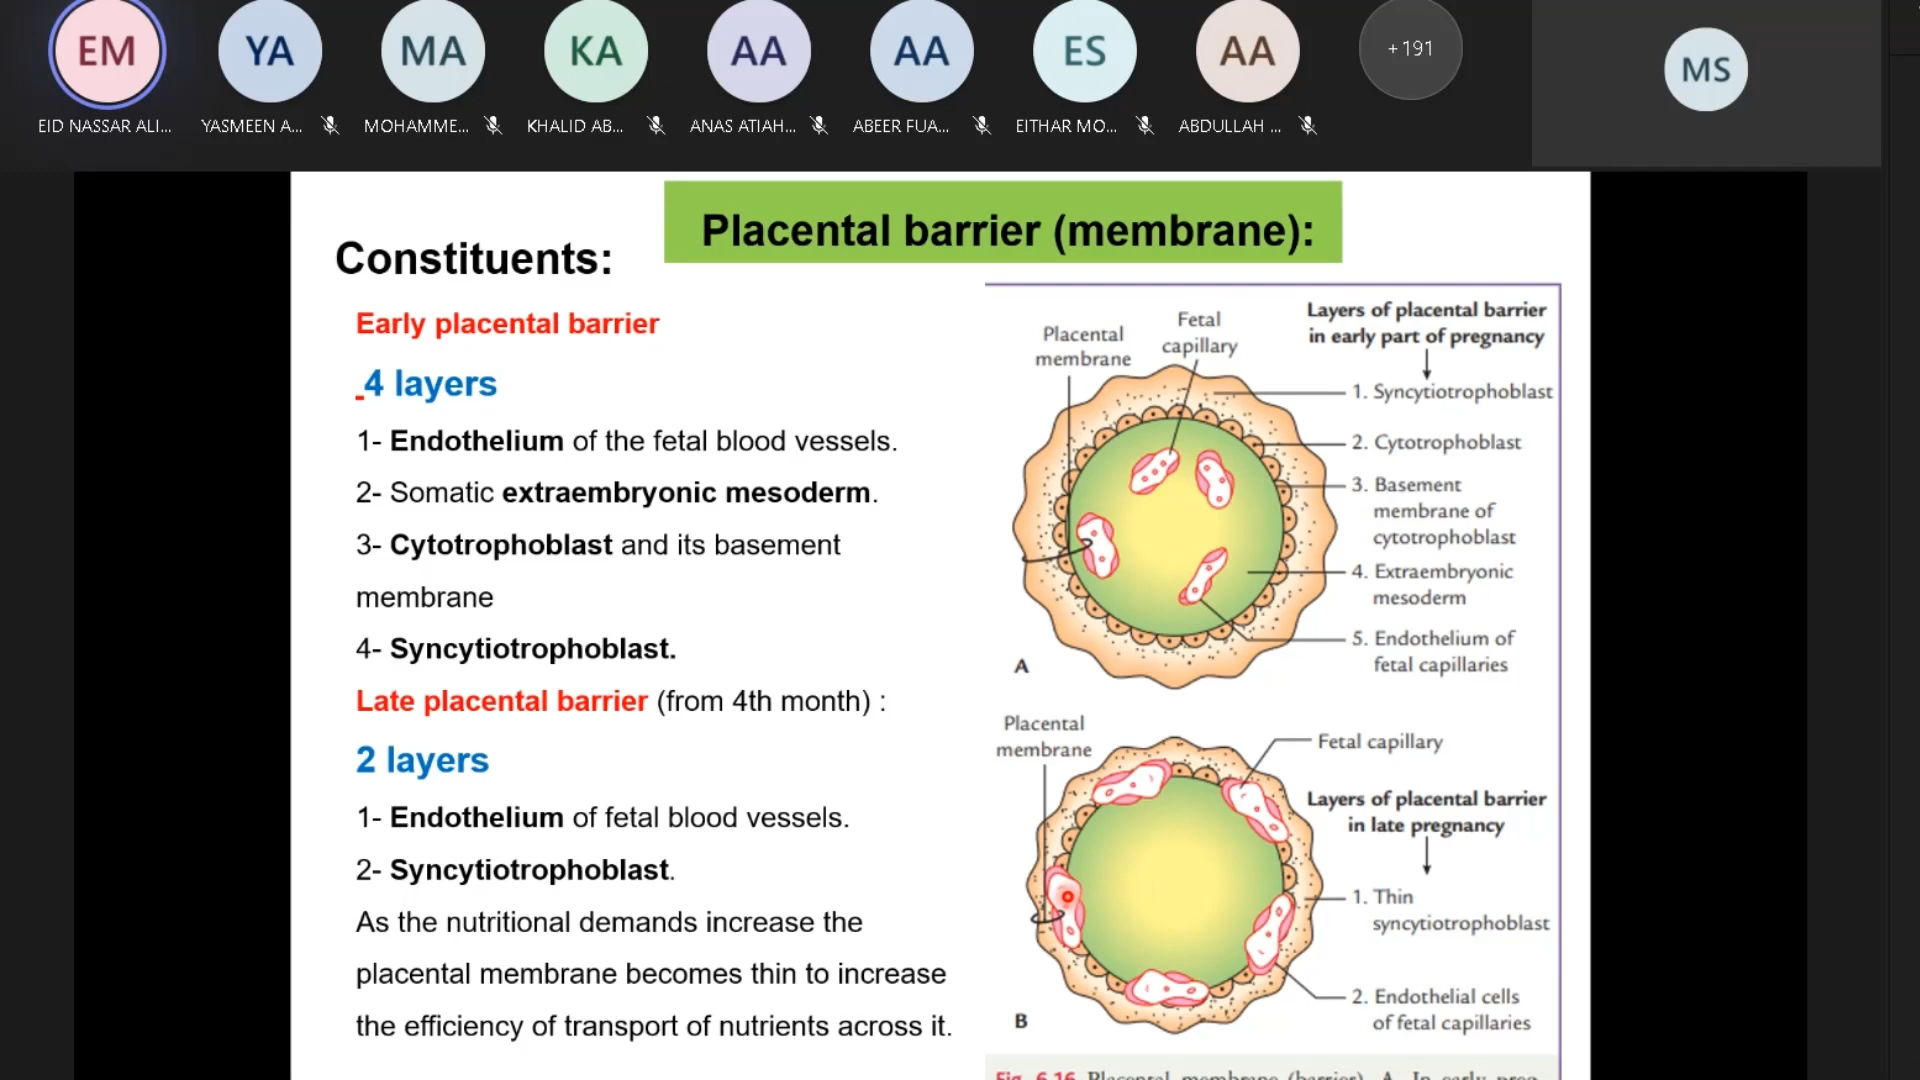 EM YA MA KA AA AA ES AA +191 MS
EID NASSAR ALI... YASMEEN A... MOHAMME... KHALID AB... ANAS ATIAH... ABEER FUA... EITHAR MO... ABDULLAH ...
Placental barrier (membrane):
Constituents:
Early placental barrier
4 layers
1- Endothelium of the fetal blood vessels.
2- Somatic extraembryonic mesoderm.
3- Cytotrophoblast and its basement
membrane
4- Syncytiotrophoblast.
Late placental barrier (from 4th month) :
2 layers
1- Endothelium of fetal blood vessels.
2- Syncytiotrophoblast.
As the nutritional demands increase the
placental membrane becomes thin to increase
the efficiency of transport of nutrients across it.
Placental
membrane
Fetal
capillary
Layers of placental barrier
in early part of pregnancy
1. Syncytiotrophoblast
2. Cytotrophoblast
3. Basement
membrane of
cytotrophoblast
4. Extraembryonic
mesoderm
5. Endothelium of
fetal capillaries
A
Placental
membrane
Fetal capillary
Layers of placental barrier
in late pregnancy
1. Thin
syncytiotrophoblast
2. Endothelial cells
of fetal capillaries
B
Fig. 6.16 Placental membrane (barrier). A. In early preg-